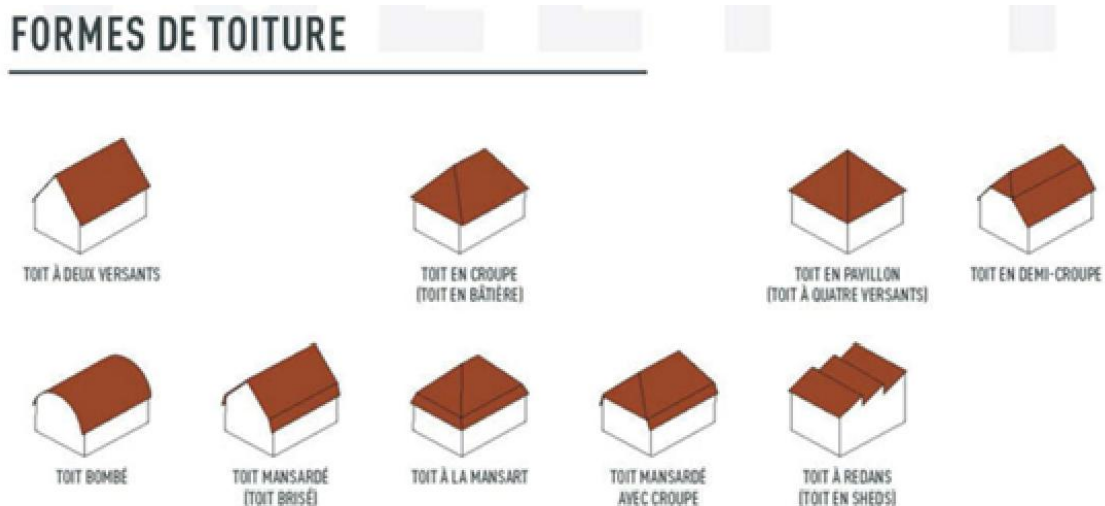 FORMES DE TOITURE
TOIT À DEUX VERSANTS
TOIT EN CROUPE
(TOIT EN BÂTIÈRE)
TOIT EN PAVILLON
(TOIT À QUATRE VERSANTS)
TOIT EN DEMI-CROUPE
TOIT BOMBÉ
TOIT MANSARDÉ
(TOIT BRISÉ)
TOIT À LA MANSART
TOIT MANSARDÉ
AVEC CROUPE
TOIT À REDANS
(TOIT EN SHEDS)